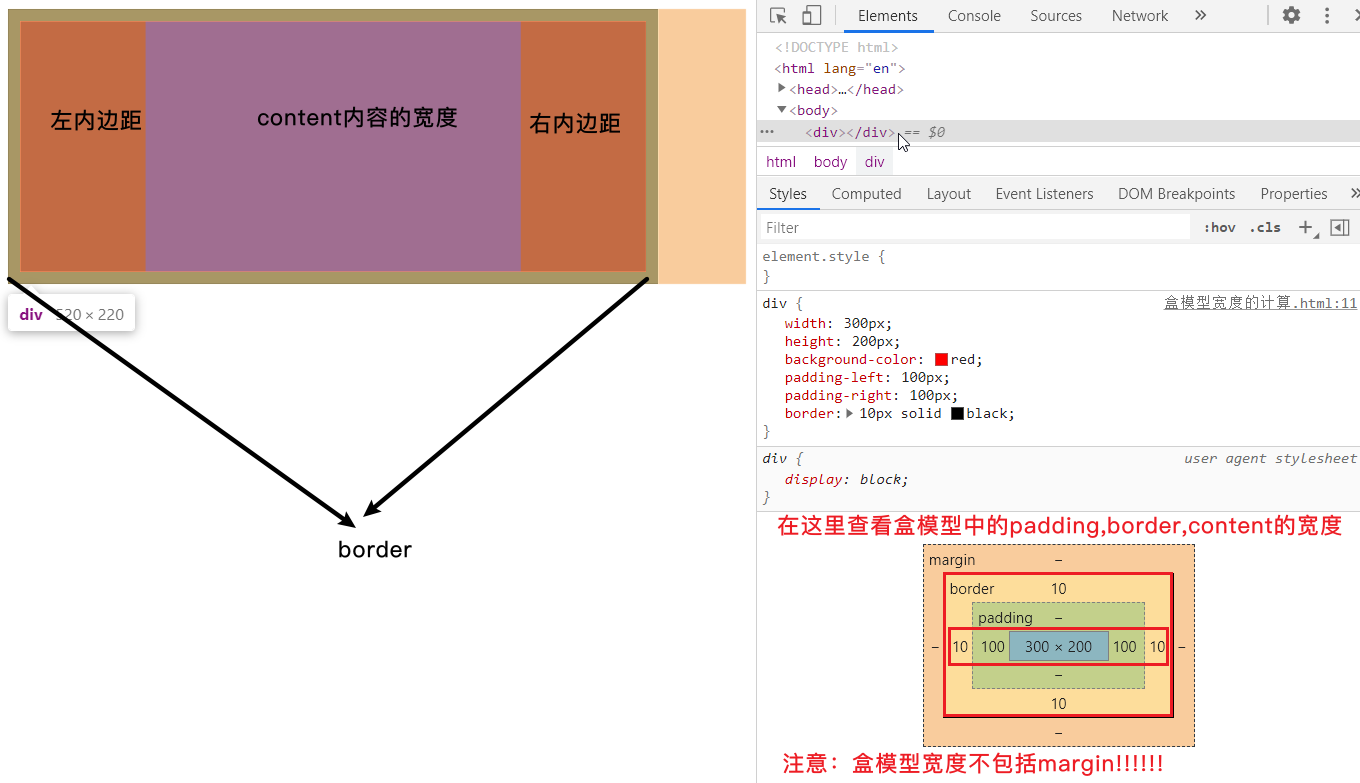 左内边距
content内容的宽度
右内边距
div 520 × 220
border
Elements Console Sources Network »
<!DOCTYPE html>
<html lang="en">
<head>…</head>
<body>
<div></div> == $0
html body div
Styles Computed Layout Event Listeners DOM Breakpoints Properties »
Filter :hov .cls +
element.style {
}
div { 盒模型宽度的计算.html:11
width: 300px;
height: 200px;
background-color: red;
padding-left: 100px;
padding-right: 100px;
border: 10px solid black;
}
div { user agent stylesheet
display: block;
}
在这里查看盒模型中的padding,border,content的宽度
margin –
border 10
padding –
– 10 100 300 × 200 100 10 –
–
10
–
注意：盒模型宽度不包括margin!!!!!!